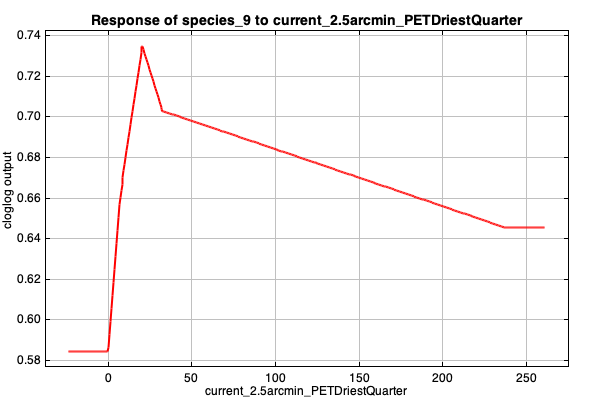 Response of species_9 to current_2.5arcmin_PETDriestQuarter
0.74
0.72
0.70
0.68
0.66
0.64
0.62
0.60
0.58
cloglog output
0 50 100 150 200 250
current_2.5arcmin_PETDriestQuarter